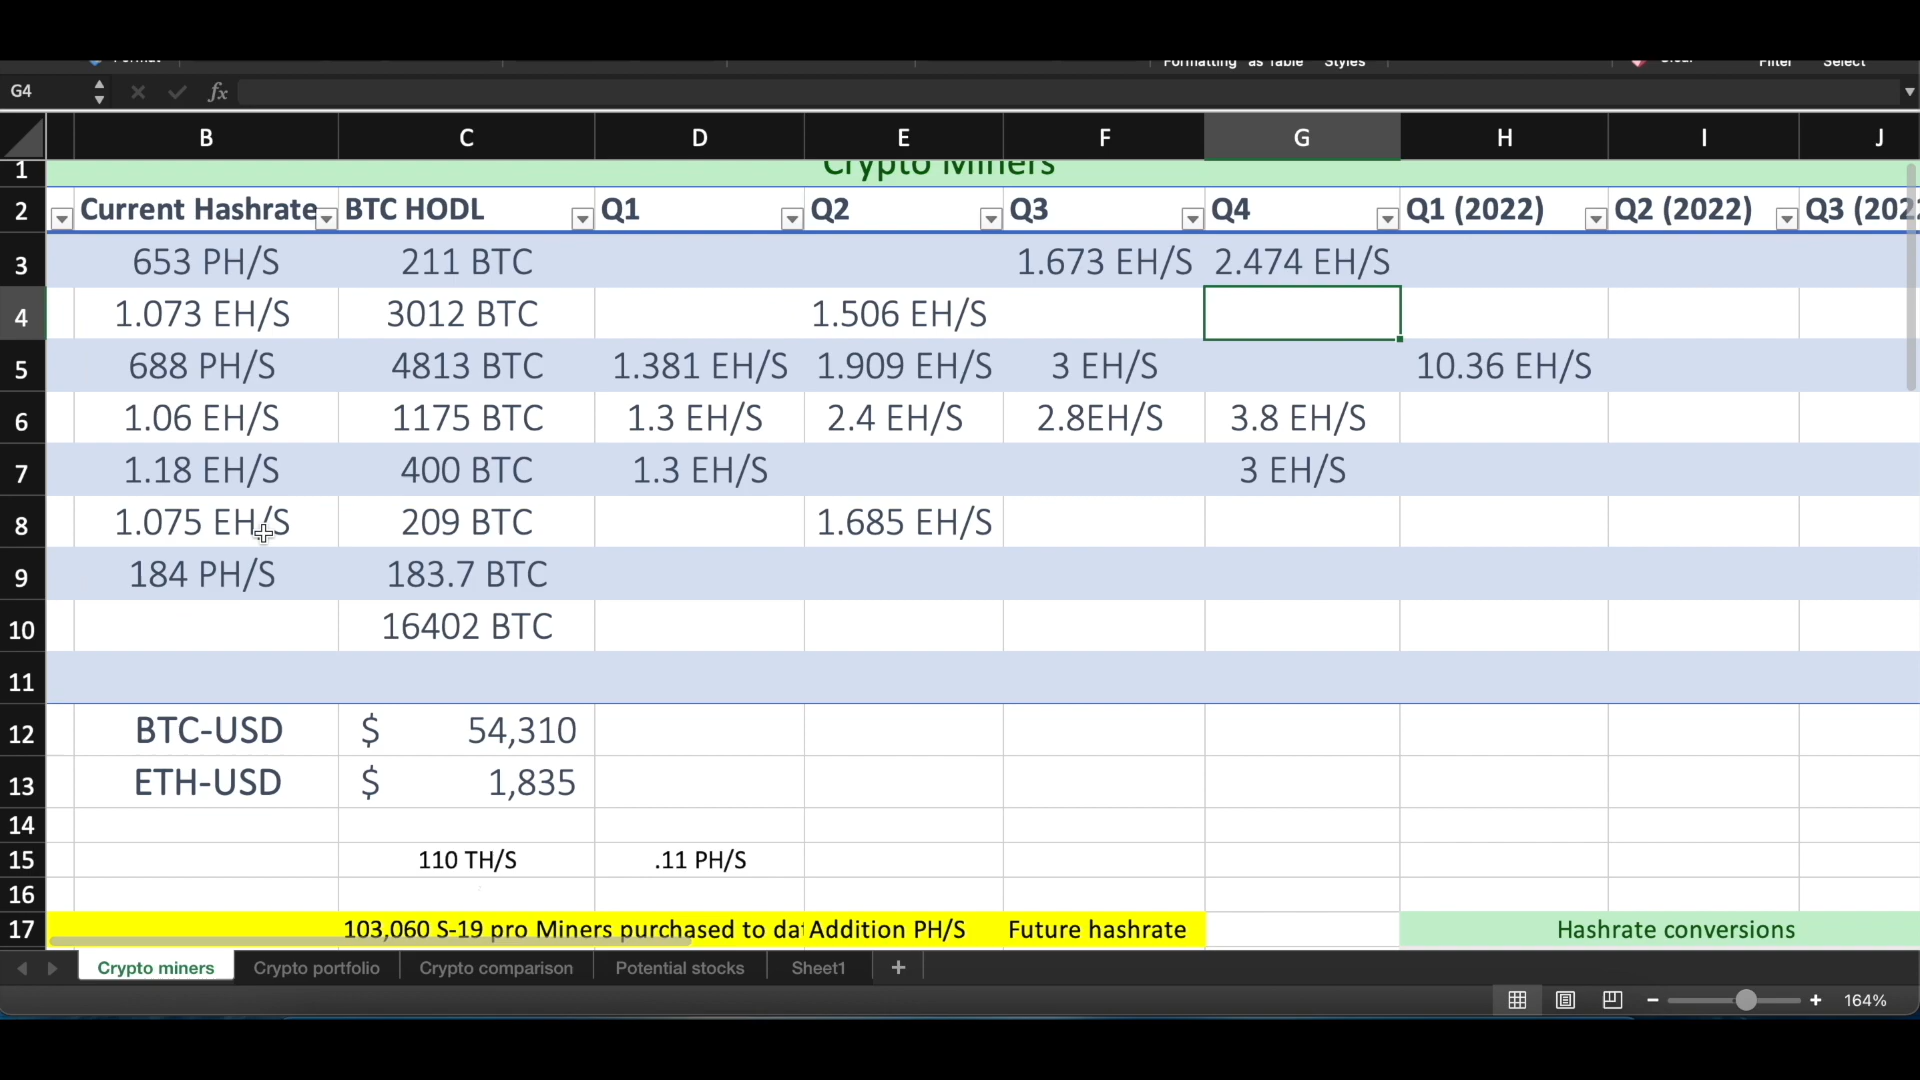 Formatting as Table Styles Clear Filter Select
G4 fx
B C D E F G H I J
1 Crypto Miners
2 Current Hashrate BTC HODL Q1 Q2 Q3 Q4 Q1 (2022) Q2 (2022) Q3 (202
3 653 PH/S 211 BTC 1.673 EH/S 2.474 EH/S
4 1.073 EH/S 3012 BTC 1.506 EH/S
5 688 PH/S 4813 BTC 1.381 EH/S 1.909 EH/S 3 EH/S 10.36 EH/S
6 1.06 EH/S 1175 BTC 1.3 EH/S 2.4 EH/S 2.8EH/S 3.8 EH/S
7 1.18 EH/S 400 BTC 1.3 EH/S 3 EH/S
8 1.075 EH/S 209 BTC 1.685 EH/S
9 184 PH/S 183.7 BTC
10 16402 BTC
11
12 BTC-USD $ 54,310
13 ETH-USD $ 1,835
14
15 110 TH/S .11 PH/S
16
17 103,060 S-19 pro Miners purchased to dat Addition PH/S Future hashrate Hashrate conversions
Crypto miners Crypto portfolio Crypto comparison Potential stocks Sheet1 +
− + 164%